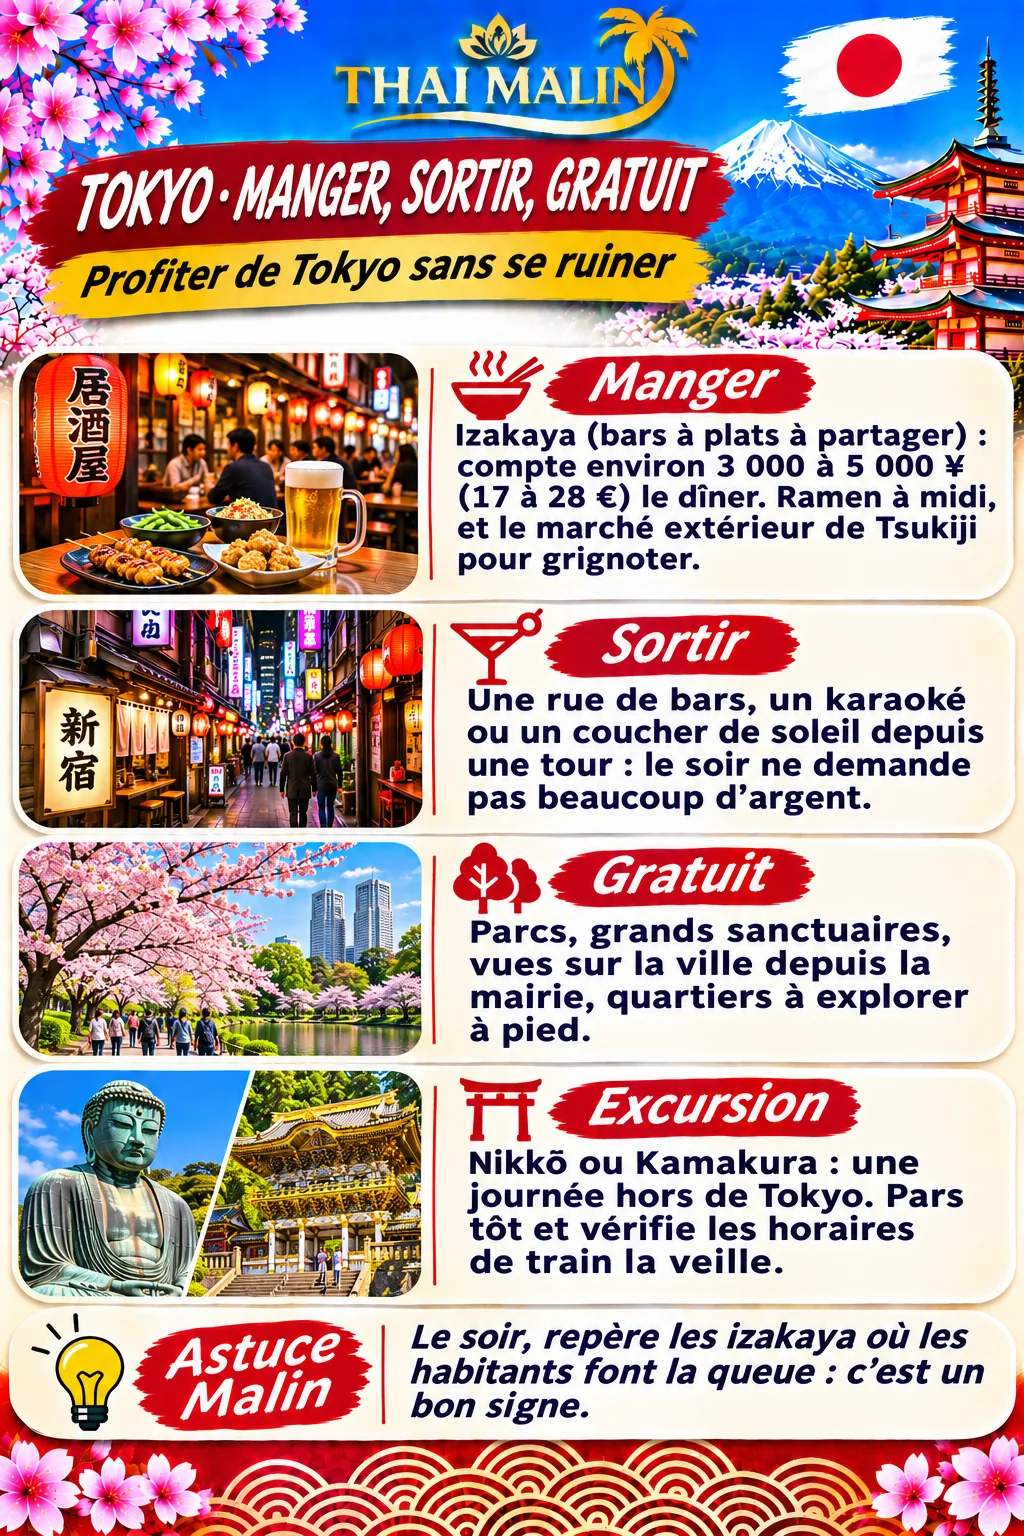 THAI MALIN
TOKYO · MANGER, SORTIR, GRATUIT
Profiter de Tokyo sans se ruiner
居酒屋
Manger
Izakaya (bars à plats à partager) :
compte environ 3 000 à 5 000 ¥
(17 à 28 €) le dîner. Ramen à midi,
et le marché extérieur de Tsukiji
pour grignoter.
新宿
Sortir
Une rue de bars, un karaoké
ou un coucher de soleil depuis
une tour : le soir ne demande
pas beaucoup d’argent.
Gratuit
Parcs, grands sanctuaires,
vues sur la ville depuis la
mairie, quartiers à explorer
à pied.
Excursion
Nikkō ou Kamakura : une
journée hors de Tokyo. Pars
tôt et vérifie les horaires
de train la veille.
Astuce
Malin
Le soir, repère les izakaya où les
habitants font la queue : c’est un
bon signe.